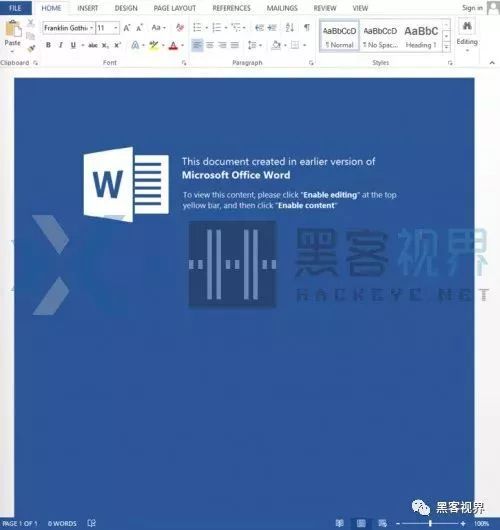 FILE HOME INSERT DESIGN PAGE LAYOUT REFERENCES MAILINGS REVIEW VIEW Sign in
Franklin Gothi 11
Paste
B I U abc
AaBbCcD AaBbCcD AaBbC
¶ Normal ¶ No Spac... Heading 1
Editing
Clipboard Font Paragraph Styles
This document created in earlier version of
Microsoft Office Word
W
To view this content, please click "Enable editing" at the top
yellow bar, and then click "Enable content"
黑客视界
HACKEYE.NET
PAGE 1 OF 1 0 WORDS 100%
黑客视界